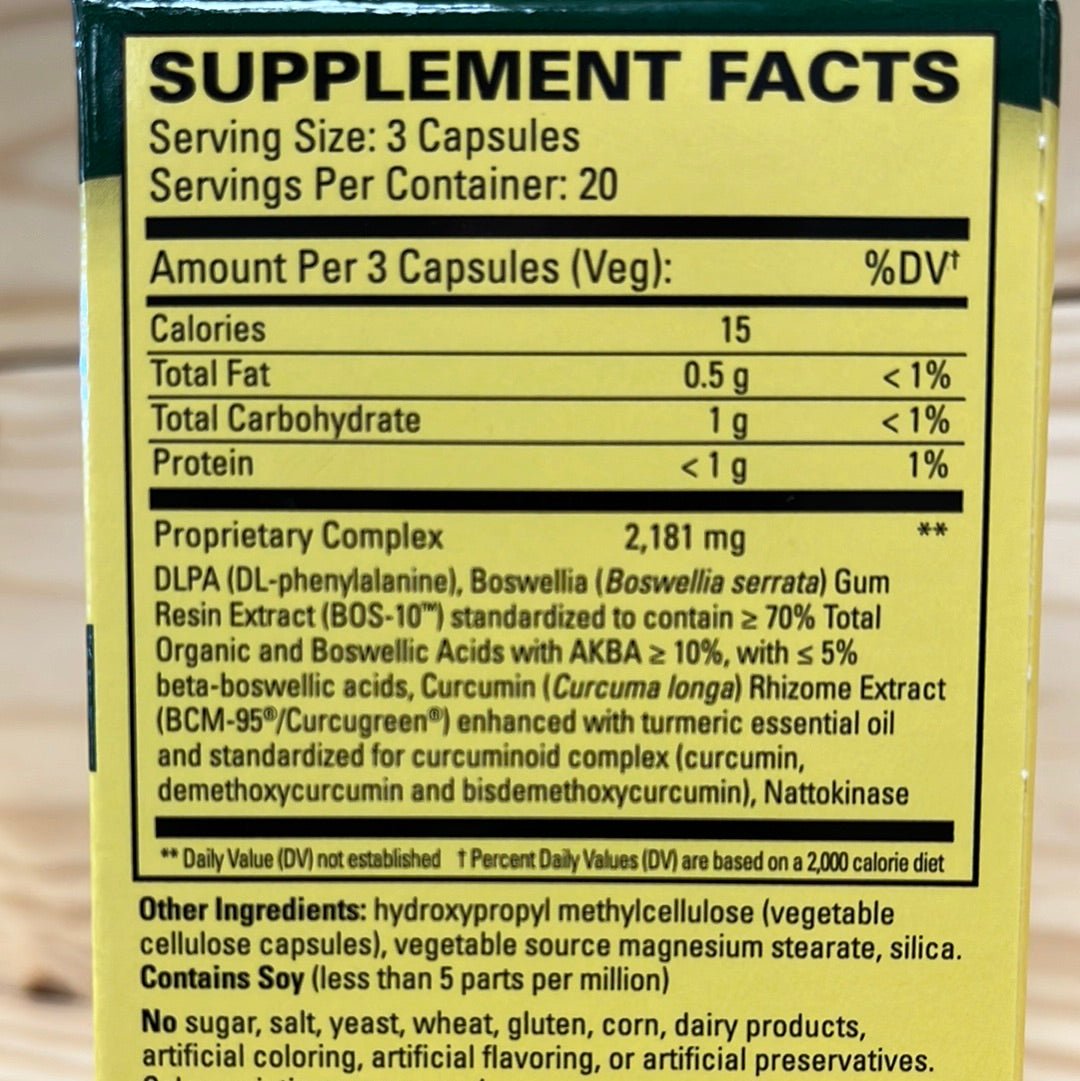 SUPPLEMENT FACTS
Serving Size: 3 Capsules
Servings Per Container: 20
Amount Per 3 Capsules (Veg): %DV†
Calories 15
Total Fat 0.5 g < 1%
Total Carbohydrate 1 g < 1%
Protein < 1 g 1%
Proprietary Complex 2,181 mg **
DLPA (DL-phenylalanine), Boswellia (Boswellia serrata) Gum
Resin Extract (BOS-10™) standardized to contain ≥ 70% Total
Organic and Boswellic Acids with AKBA ≥ 10%, with ≤ 5%
beta-boswellic acids, Curcumin (Curcuma longa) Rhizome Extract
(BCM-95®/Curcugreen®) enhanced with turmeric essential oil
and standardized for curcuminoid complex (curcumin,
demethoxycurcumin and bisdemethoxycurcumin), Nattokinase
** Daily Value (DV) not established † Percent Daily Values (DV) are based on a 2,000 calorie diet
Other Ingredients: hydroxypropyl methylcellulose (vegetable
cellulose capsules), vegetable source magnesium stearate, silica.
Contains Soy (less than 5 parts per million)
No sugar, salt, yeast, wheat, gluten, corn, dairy products,
artificial coloring, artificial flavoring, or artificial preservatives.